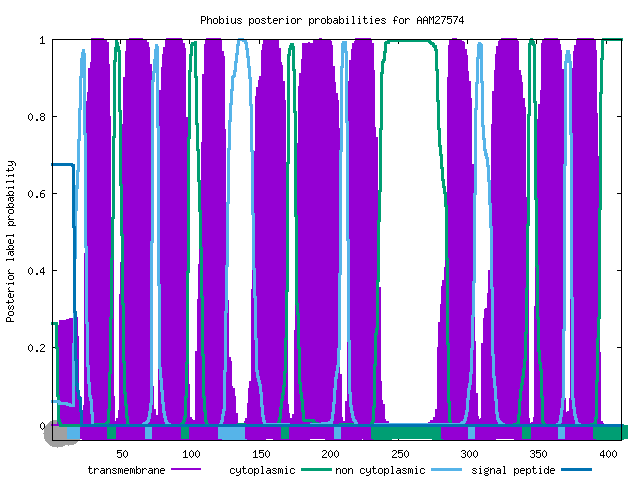 Phobius posterior probabilities for AAM27574
1
0.8
0.6
0.4
0.2
0
Posterior label probability
50 100 150 200 250 300 350 400
transmembrane cytoplasmic non cytoplasmic signal peptide